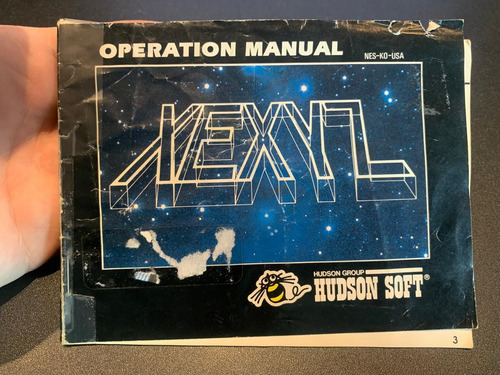 OPERATION MANUAL
NES-KO-USA
XEXYZ
HUDSON GROUP
HUDSON SOFT®
3